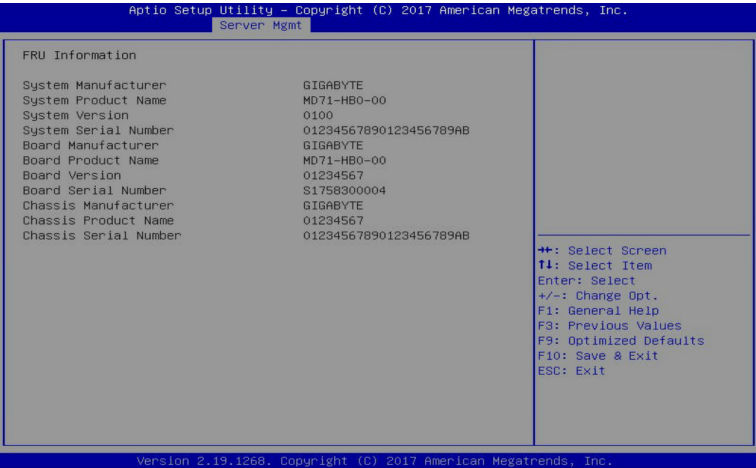 Aptio Setup Utility – Copyright (C) 2017 American Megatrends, Inc.
Server Mgmt
FRU Information
System Manufacturer GIGABYTE
System Product Name MD71-HB0-00
System Version 0100
System Serial Number 01234567890123456789AB
Board Manufacturer GIGABYTE
Board Product Name MD71-HB0-00
Board Version 01234567
Board Serial Number S1758300004
Chassis Manufacturer GIGABYTE
Chassis Product Name 01234567
Chassis Serial Number 01234567890123456789AB
→←: Select Screen
↑↓: Select Item
Enter: Select
+/-: Change Opt.
F1: General Help
F3: Previous Values
F9: Optimized Defaults
F10: Save & Exit
ESC: Exit
Version 2.19.1268. Copyright (C) 2017 American Megatrends, Inc.